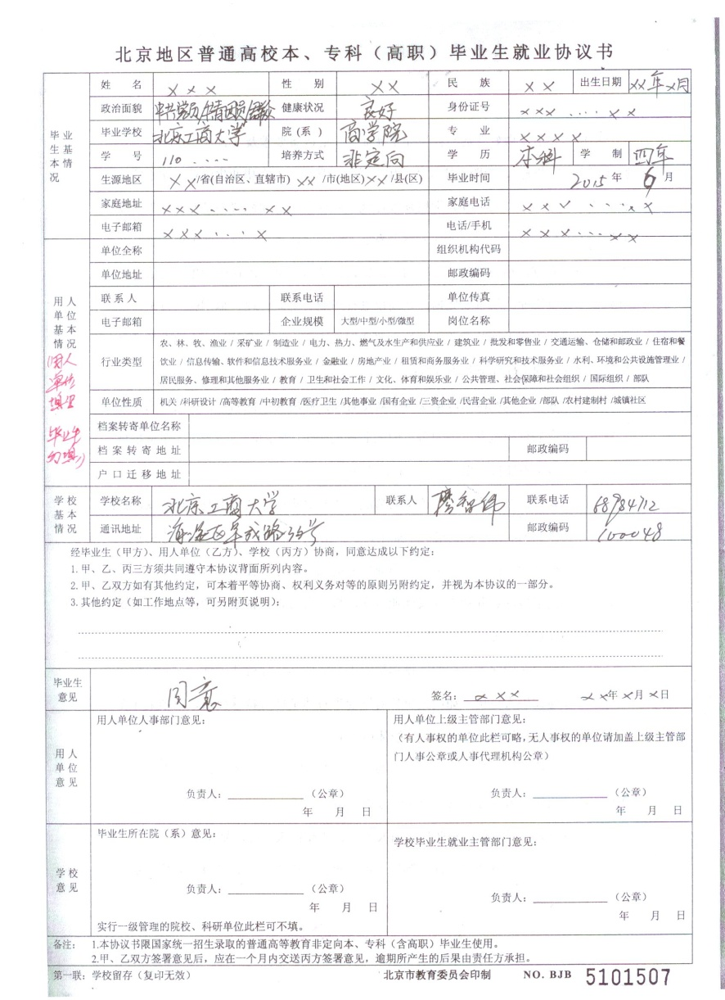 北京地区普通高校本、专科（高职）毕业生就业协议书
毕业生基本情况
姓 名 ××× 性 别 ×× 民 族 ×× 出生日期 ××年×月
政治面貌 中共党员/共青团员/群众 健康状况 良好 身份证号 ×××....××
毕业学校 北京工商大学 院（系） 商学院 专 业 ××××
学 号 110.... 培养方式 非定向 学 历 本科 学 制 四年
生源地区 ××/省(自治区、直辖市) ××/市(地区)××/县(区) 毕业时间 2015年6月
家庭地址 ×××....×× 家庭电话 ×××....××
电子邮箱 ×××...× 电话/手机 ×××....××
用人单位基本情况
(用人单位填写 毕业生勿填)
单位全称 组织机构代码
单位地址 邮政编码
联系人 联系电话 单位传真
电子邮箱 企业规模 大型/中型/小型/微型 岗位名称
行业类型
农、林、牧、渔业 / 采矿业 / 制造业 / 电力、热力、燃气及水生产和供应业 / 建筑业 / 批发和零售业 / 交通运输、仓储和邮政业 / 住宿和餐
饮业 / 信息传输、软件和信息技术服务业 / 金融业 / 房地产业 / 租赁和商务服务业 / 科学研究和技术服务业 / 水利、环境和公共设施管理业 /
居民服务、修理和其他服务业 / 教育 / 卫生和社会工作 / 文化、体育和娱乐业 / 公共管理、社会保障和社会组织 / 国际组织 / 部队
单位性质 机关 /科研设计 /高等教育 /中初教育 /医疗卫生 /其他事业 /国有企业 /三资企业 /民营企业 /其他企业 /部队 /农村建制村 /城镇社区
档案转寄单位名称
档案转寄地址 邮政编码
户口迁移地址
学校基本情况
学校名称 北京工商大学 联系人 廖智伟 联系电话 68984712
通讯地址 海淀区阜成路33号 邮政编码 100048
经毕业生（甲方）、用人单位（乙方）、学校（丙方）协商，同意达成以下约定：
1.甲、乙、丙三方须共同遵守本协议背面所列内容。
2.甲、乙双方如有其他约定，可本着平等协商、权利义务对等的原则另附约定，并视为本协议的一部分。
3.其他约定（如工作地点等，可另附页说明）：
毕业生意见 同意 签名：××× ××年×月×日
用人单位意见
用人单位人事部门意见： 用人单位上级主管部门意见：
（有人事权的单位此栏可略，无人事权的单位请加盖上级主管部
门人事公章或人事代理机构公章）
负责人： （公章） 负责人： （公章）
年 月 日 年 月 日
学校意见
毕业生所在院（系）意见： 学校毕业生就业主管部门意见：
负责人： （公章） 负责人： （公章）
年 月 日 年 月 日
实行一级管理的院校、科研单位此栏可不填。
备注： 1.本协议书限国家统一招生录取的普通高等教育非定向本、专科（含高职）毕业生使用。
2.甲、乙双方签署意见后，应在一个月内交送丙方签署意见，逾期所产生的后果由责任方承担。
第一联：学校留存（复印无效） 北京市教育委员会印制 NO. BJB 5101507